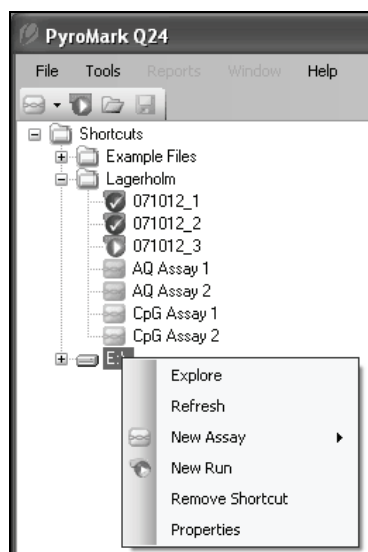 PyroMark Q24
File Tools Reports Window Help
Shortcuts
Example Files
Lagerholm
071012_1
071012_2
071012_3
AQ Assay 1
AQ Assay 2
CpG Assay 1
CpG Assay 2
E:\
Explore
Refresh
New Assay
New Run
Remove Shortcut
Properties